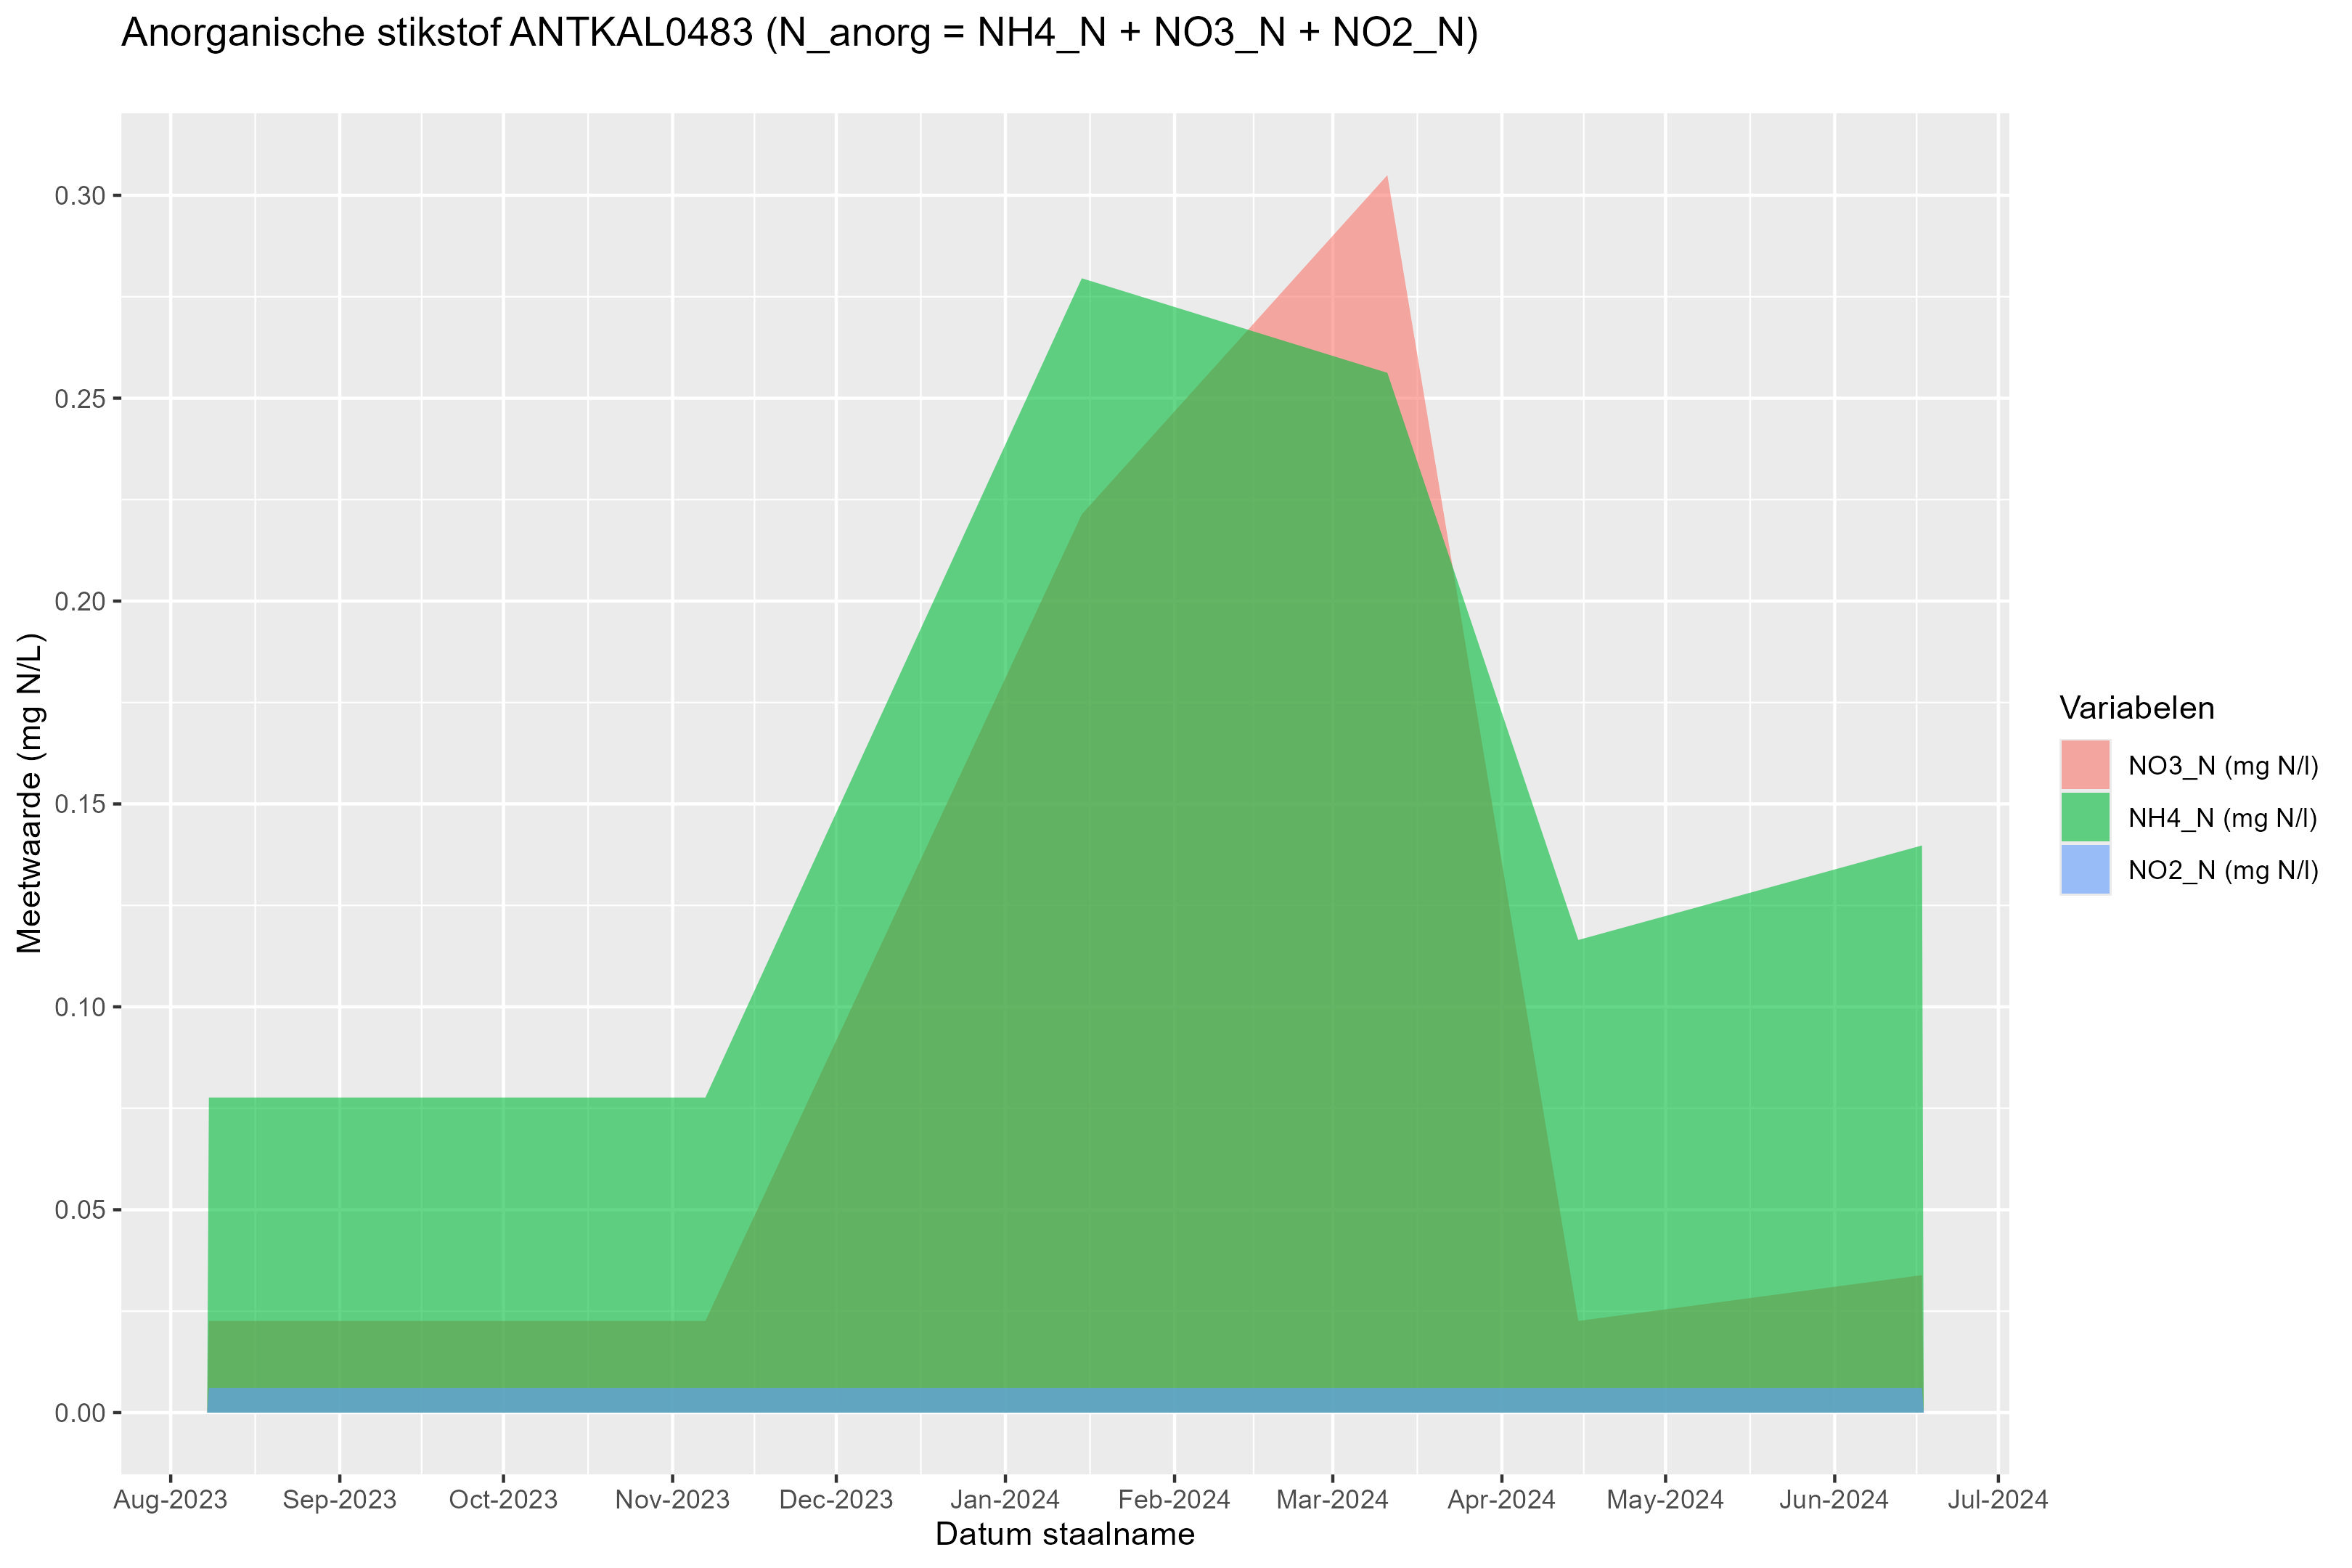 Anorganische stikstof ANTKAL0483 (N_anorg = NH4_N + NO3_N + NO2_N)
0.30
0.25
0.20
0.15
0.10
0.05
0.00
Meetwaarde (mg N/L)
Aug-2023 Sep-2023 Oct-2023 Nov-2023 Dec-2023 Jan-2024 Feb-2024 Mar-2024 Apr-2024 May-2024 Jun-2024 Jul-2024
Datum staalname
Variabelen
NO3_N (mg N/l)
NH4_N (mg N/l)
NO2_N (mg N/l)